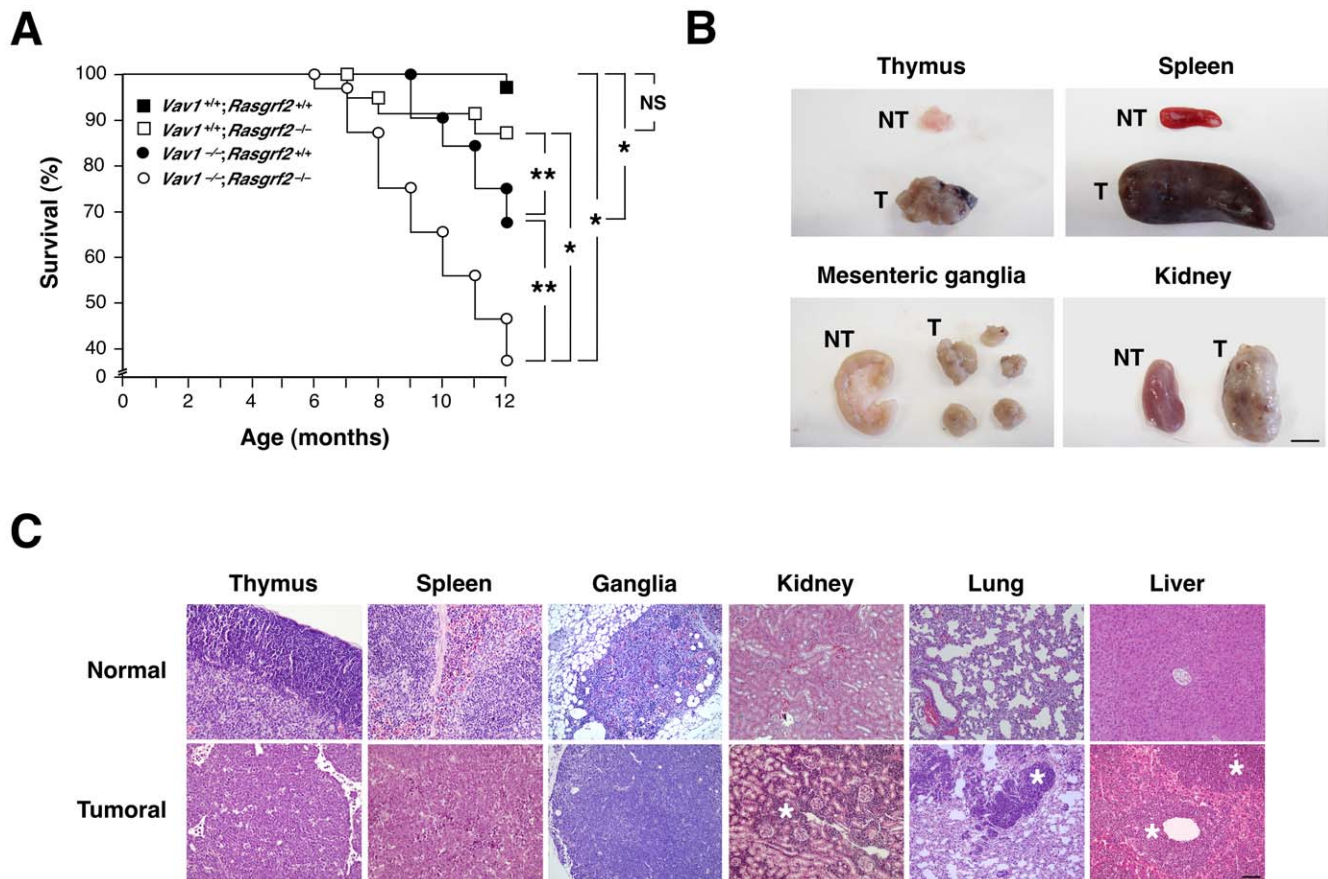 A
Survival (%)
100
90
80
70
60
50
40
0
Vav1 +/+; Rasgrf2 +/+
Vav1 +/+; Rasgrf2 –/–
Vav1 –/–; Rasgrf2 +/+
Vav1 –/–; Rasgrf2 –/–
NS
*
**
*
*
**
0 2 4 6 8 10 12
Age (months)
B
Thymus Spleen
NT
T
NT
T
Mesenteric ganglia Kidney
NT
T
NT
T
C
Thymus Spleen Ganglia Kidney Lung Liver
Normal
Tumoral
* * * *